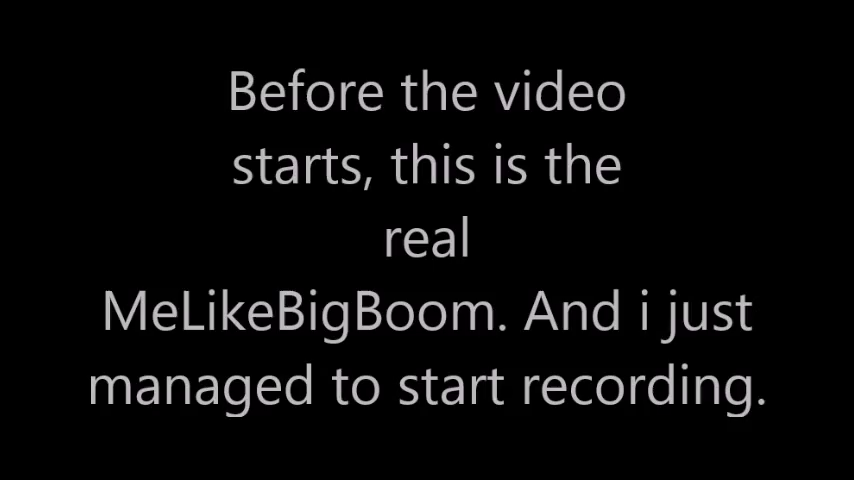 Before the video
starts, this is the
real
MeLikeBigBoom. And i just
managed to start recording.